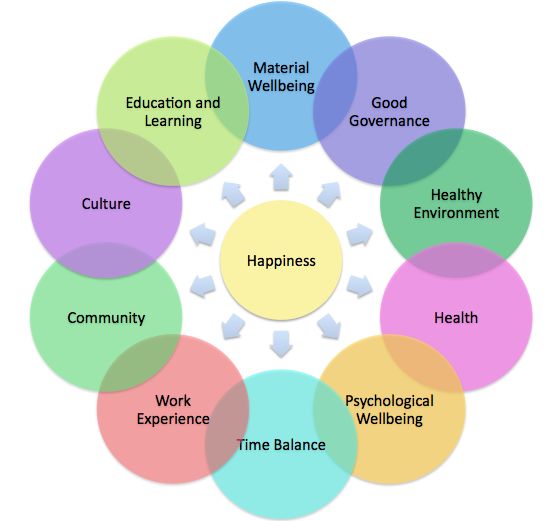 Material
Wellbeing
Good
Governance
Healthy
Environment
Health
Psychological
Wellbeing
Time Balance
Work
Experience
Community
Culture
Education and
Learning
Happiness